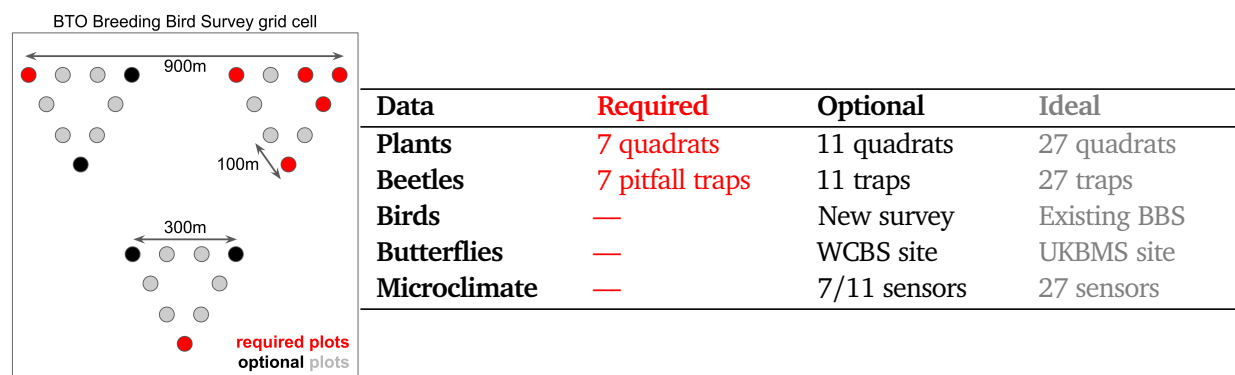 BTO Breeding Bird Survey grid cell
900m
100m
300m
required plots
optional plots
Data Required Optional Ideal
Plants 7 quadrats 11 quadrats 27 quadrats
Beetles 7 pitfall traps 11 traps 27 traps
Birds — New survey Existing BBS
Butterflies — WCBS site UKBMS site
Microclimate — 7/11 sensors 27 sensors